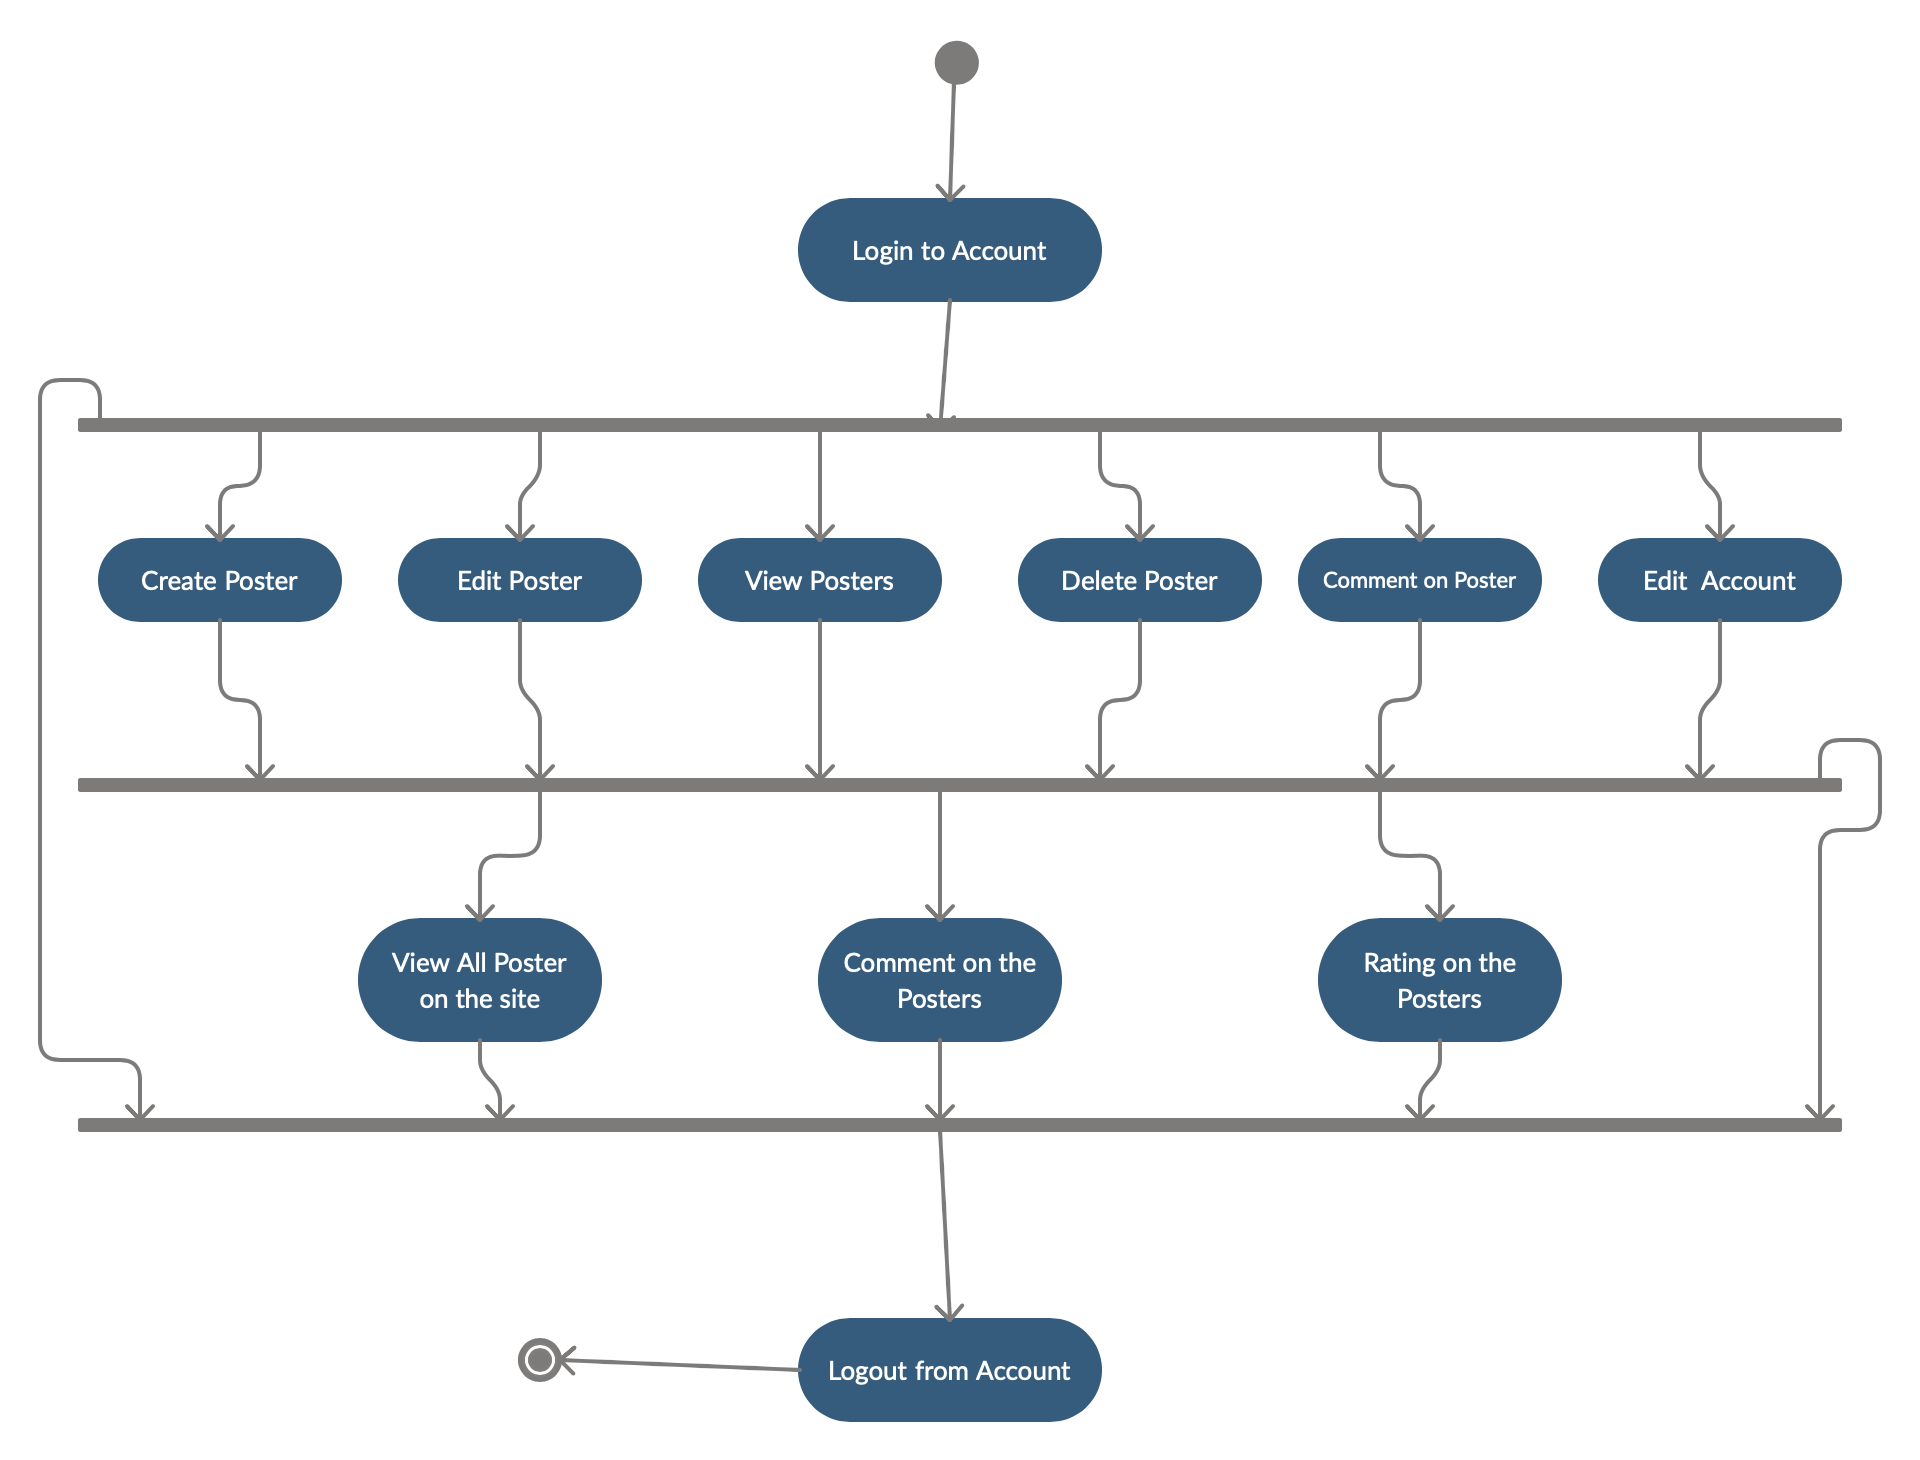 Login to Account
Create Poster
Edit Poster
View Posters
Delete Poster
Comment on Poster
Edit  Account
View All Poster
on the site
Comment on the
Posters
Rating on the
Posters
Logout from Account